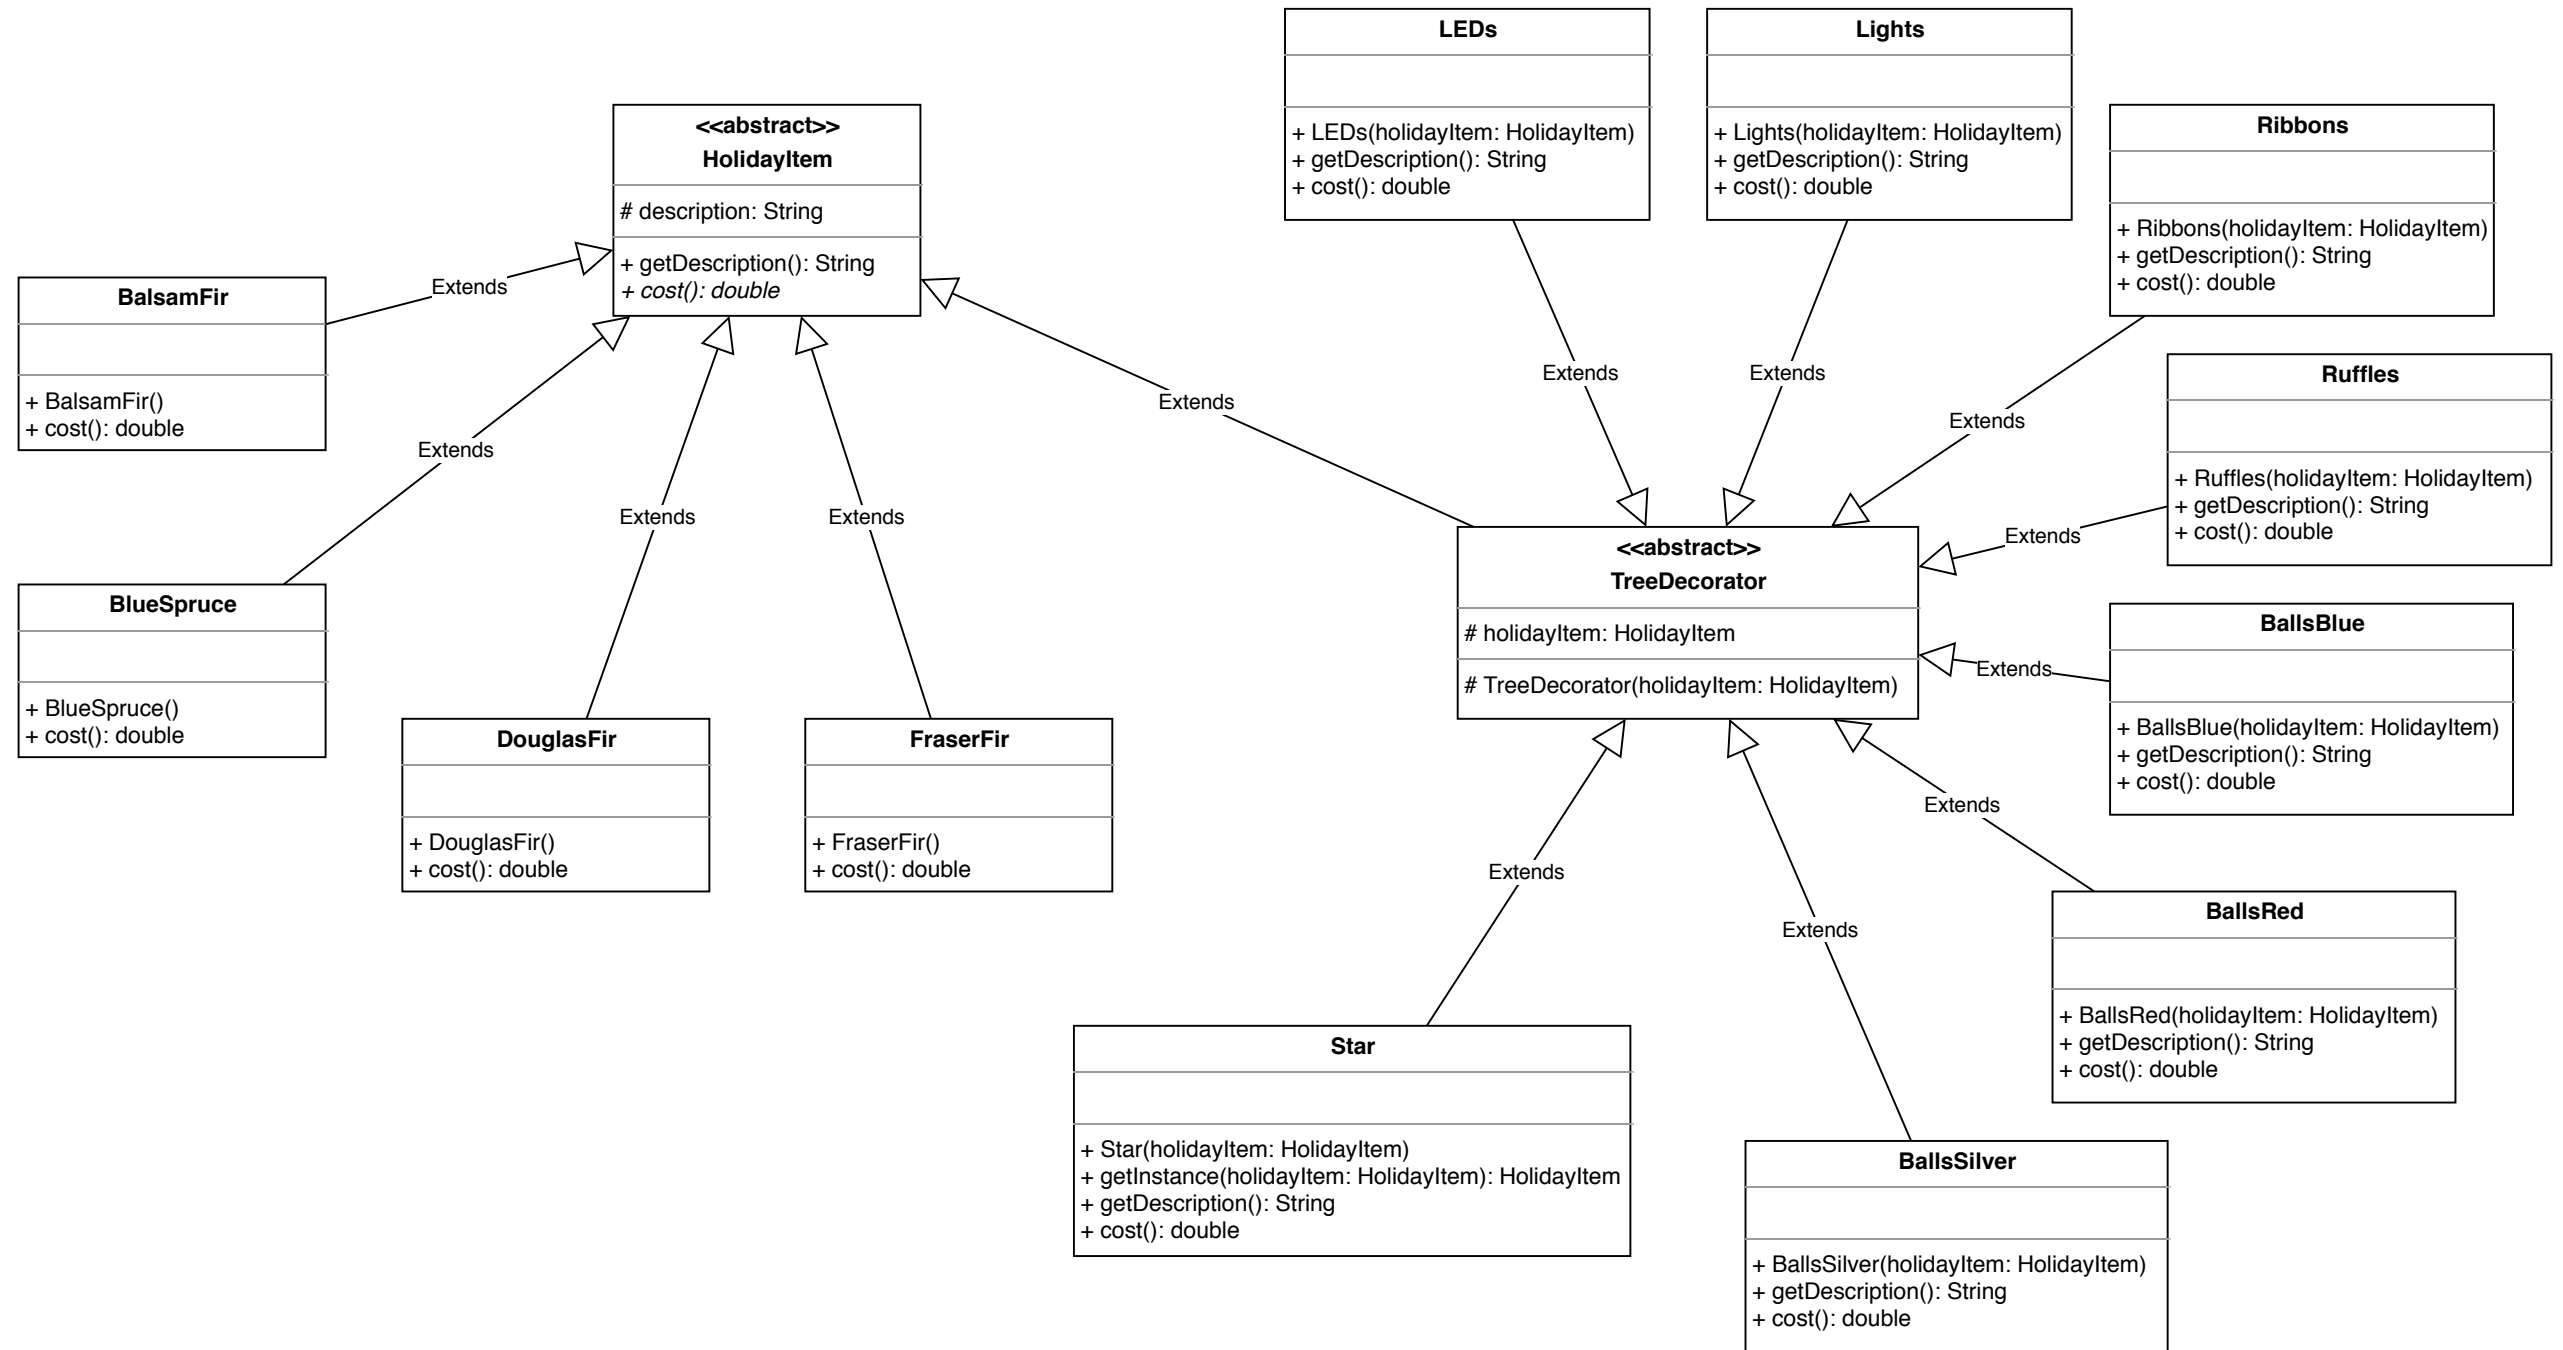 LEDs
+ LEDs(holidayItem: HolidayItem)
+ getDescription(): String
+ cost(): double
Lights
+ Lights(holidayItem: HolidayItem)
+ getDescription(): String
+ cost(): double
<<abstract>>
HolidayItem
# description: String
+ getDescription(): String
+ cost(): double
Ribbons
+ Ribbons(holidayItem: HolidayItem)
+ getDescription(): String
+ cost(): double
BalsamFir
+ BalsamFir()
+ cost(): double
Extends
Extends
Extends
Extends
Extends
Extends
Extends
Extends
Ruffles
+ Ruffles(holidayItem: HolidayItem)
+ getDescription(): String
+ cost(): double
Extends
BlueSpruce
+ BlueSpruce()
+ cost(): double
<<abstract>>
TreeDecorator
# holidayItem: HolidayItem
# TreeDecorator(holidayItem: HolidayItem)
Extends
BallsBlue
+ BallsBlue(holidayItem: HolidayItem)
+ getDescription(): String
+ cost(): double
DouglasFir
+ DouglasFir()
+ cost(): double
FraserFir
+ FraserFir()
+ cost(): double
Extends
Extends
Extends
BallsRed
+ BallsRed(holidayItem: HolidayItem)
+ getDescription(): String
+ cost(): double
Star
+ Star(holidayItem: HolidayItem)
+ getInstance(holidayItem: HolidayItem): HolidayItem
+ getDescription(): String
+ cost(): double
BallsSilver
+ BallsSilver(holidayItem: HolidayItem)
+ getDescription(): String
+ cost(): double